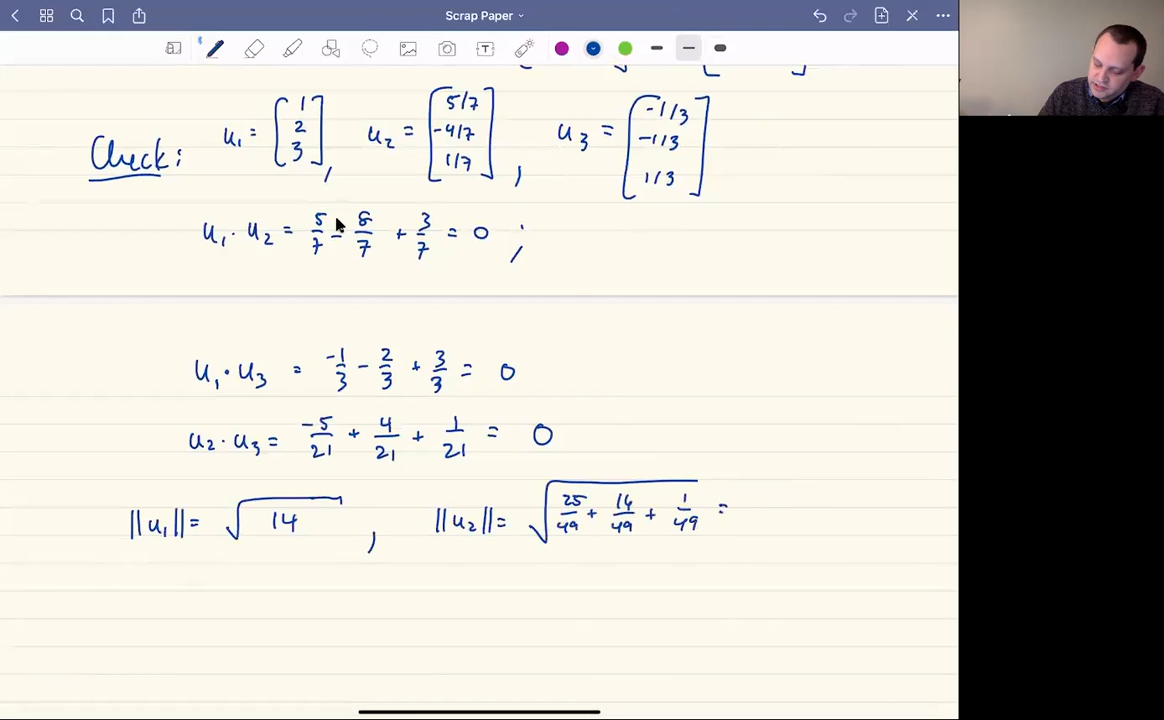 Scrap Paper
Check: u₁ = [1 2 3], u₂ = [5/7 -4/7 1/7], u₃ = [-1/3 -1/3 1/3]
u₁ · u₂ = 5/7 - 8/7 + 3/7 = 0 ;
u₁ · u₃ = -1/3 - 2/3 + 3/3 = 0
u₂ · u₃ = -5/21 + 4/21 + 1/21 = 0
||u₁|| = √14 , ||u₂|| = √(25/49 + 16/49 + 1/49) =